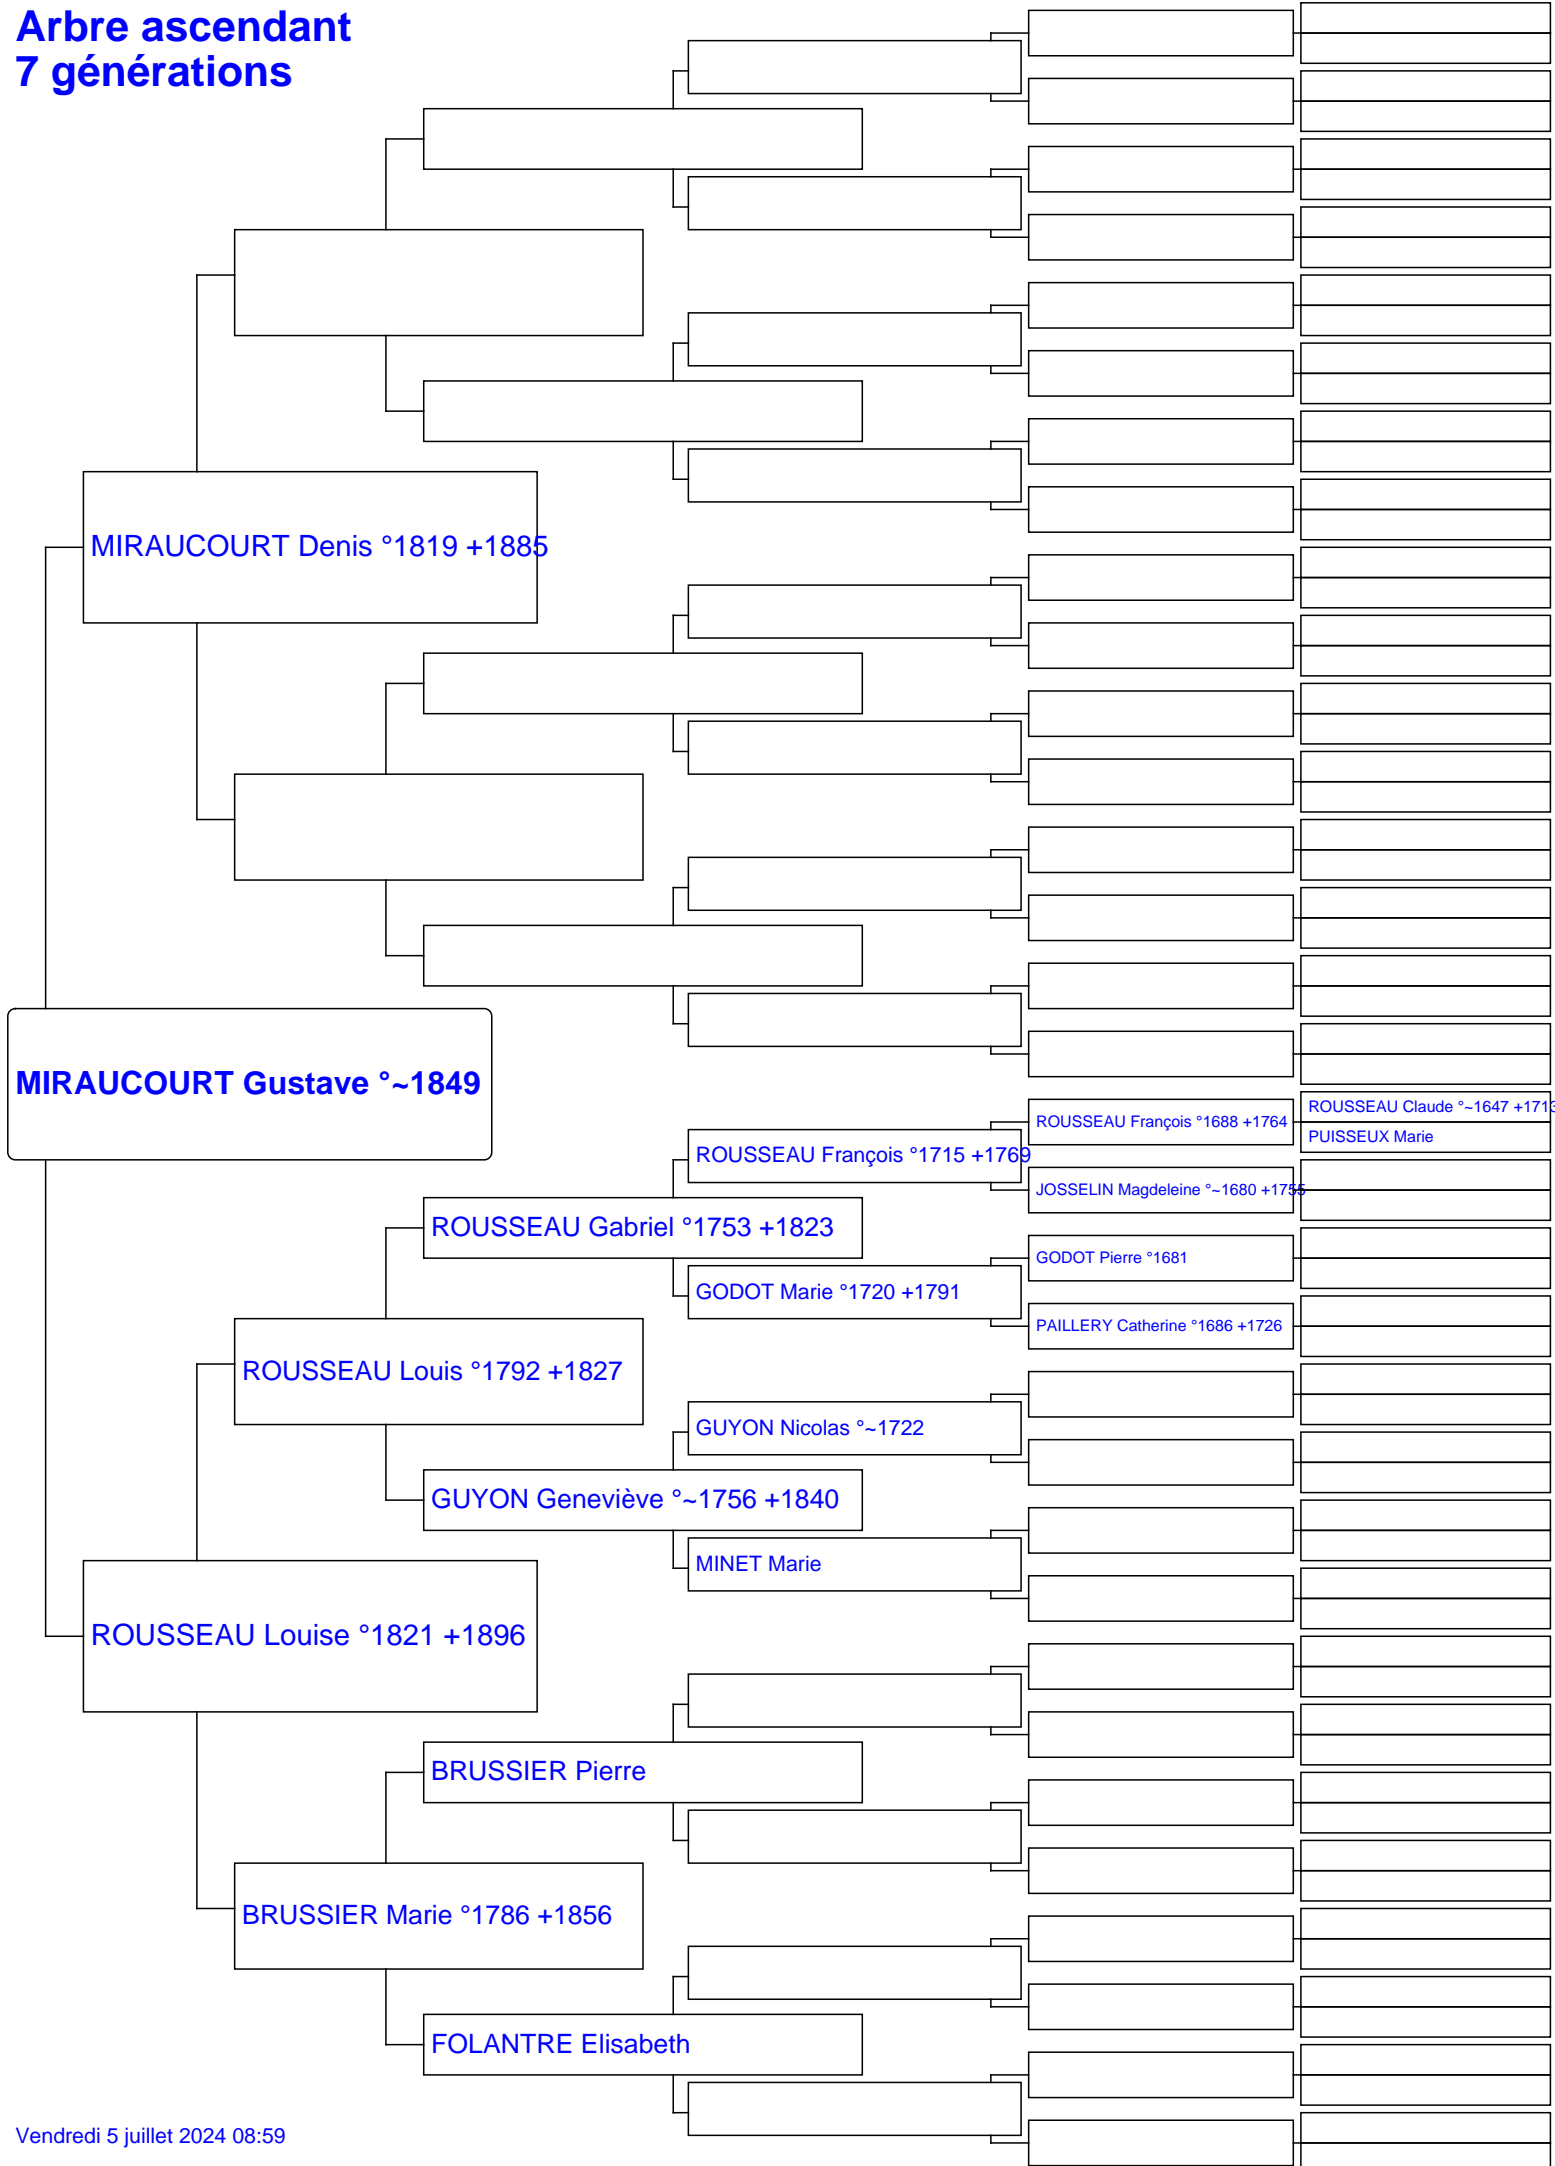 Arbre ascendant
7 générations
MIRAUCOURT Denis °1819 +1885
MIRAUCOURT Gustave °~1849
ROUSSEAU Claude °~1647 +1713
ROUSSEAU François °1688 +1764
PUISSEUX Marie
ROUSSEAU François °1715 +1769
JOSSELIN Magdeleine °~1680 +1755
ROUSSEAU Gabriel °1753 +1823
GODOT Pierre °1681
GODOT Marie °1720 +1791
PAILLERY Catherine °1686 +1726
ROUSSEAU Louis °1792 +1827
GUYON Nicolas °~1722
GUYON Geneviève °~1756 +1840
MINET Marie
ROUSSEAU Louise °1821 +1896
BRUSSIER Pierre
BRUSSIER Marie °1786 +1856
FOLANTRE Elisabeth
Vendredi 5 juillet 2024 08:59